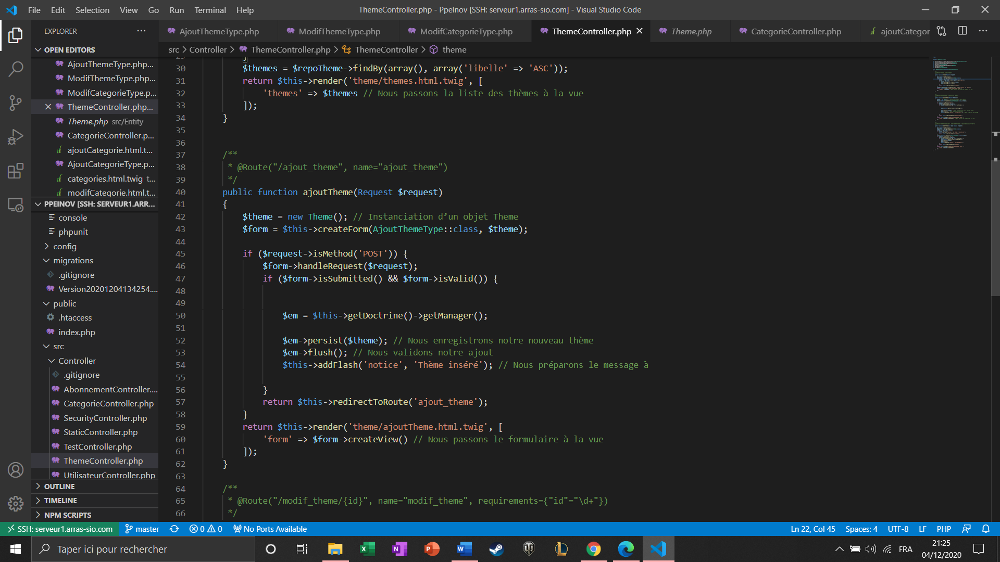 File Edit Selection View Go Run Terminal Help
ThemeController.php - PpeInov [SSH: serveur1.arras-sio.com] - Visual Studio Code
EXPLORER
AjoutThemeType.php ModifThemeType.php ModifCategorieType.php ThemeController.php Theme.php CategorieController.php ajoutCategor
src > Controller > ThemeController.php > ThemeController > theme
OPEN EDITORS
AjoutThemeType.php...
ModifThemeType.php...
ModifCategorieType.p...
ThemeController.php...
Theme.php src/Entity
CategorieController.p...
ajoutCategorie.html.t...
AjoutCategorieType.p...
categories.html.twig t...
modifCategorie.html.t...
PPEINOV [SSH: SERVEUR1.ARR...
console
phpunit
config
migrations
.gitignore
Version20201204134254....
public
.htaccess
index.php
src
Controller
.gitignore
AbonnementController....
CategorieController.php
SecurityController.php
StaticController.php
TestController.php
ThemeController.php
UtilisateurController.php
OUTLINE
TIMELINE
NPM SCRIPTS
29 }
30 $themes = $repoTheme->findBy(array(), array('libelle' => 'ASC'));
31 return $this->render('theme/themes.html.twig', [
32 'themes' => $themes // Nous passons la liste des thèmes à la vue
33 ]);
34 }
35
36
37 /**
38 * @Route("/ajout_theme", name="ajout_theme")
39 */
40 public function ajoutTheme(Request $request)
41 {
42 $theme = new Theme(); // Instanciation d’un objet Theme
43 $form = $this->createForm(AjoutThemeType::class, $theme);
44
45 if ($request->isMethod('POST')) {
46 $form->handleRequest($request);
47 if ($form->isSubmitted() && $form->isValid()) {
48
49
50 $em = $this->getDoctrine()->getManager();
51
52 $em->persist($theme); // Nous enregistrons notre nouveau thème
53 $em->flush(); // Nous validons notre ajout
54 $this->addFlash('notice', 'Thème inséré'); // Nous préparons le message à
55
56 }
57 return $this->redirectToRoute('ajout_theme');
58 }
59 return $this->render('theme/ajoutTheme.html.twig', [
60 'form' => $form->createView() // Nous passons le formulaire à la vue
61 ]);
62 }
63
64 /**
65 * @Route("/modif_theme/{id}", name="modif_theme", requirements={"id"="\d+"})
66 */
SSH: serveur1.arras-sio.com master 0 0 No Ports Available Ln 22, Col 45 Spaces: 4 UTF-8 LF PHP
Taper ici pour rechercher
FRA
21:25
04/12/2020